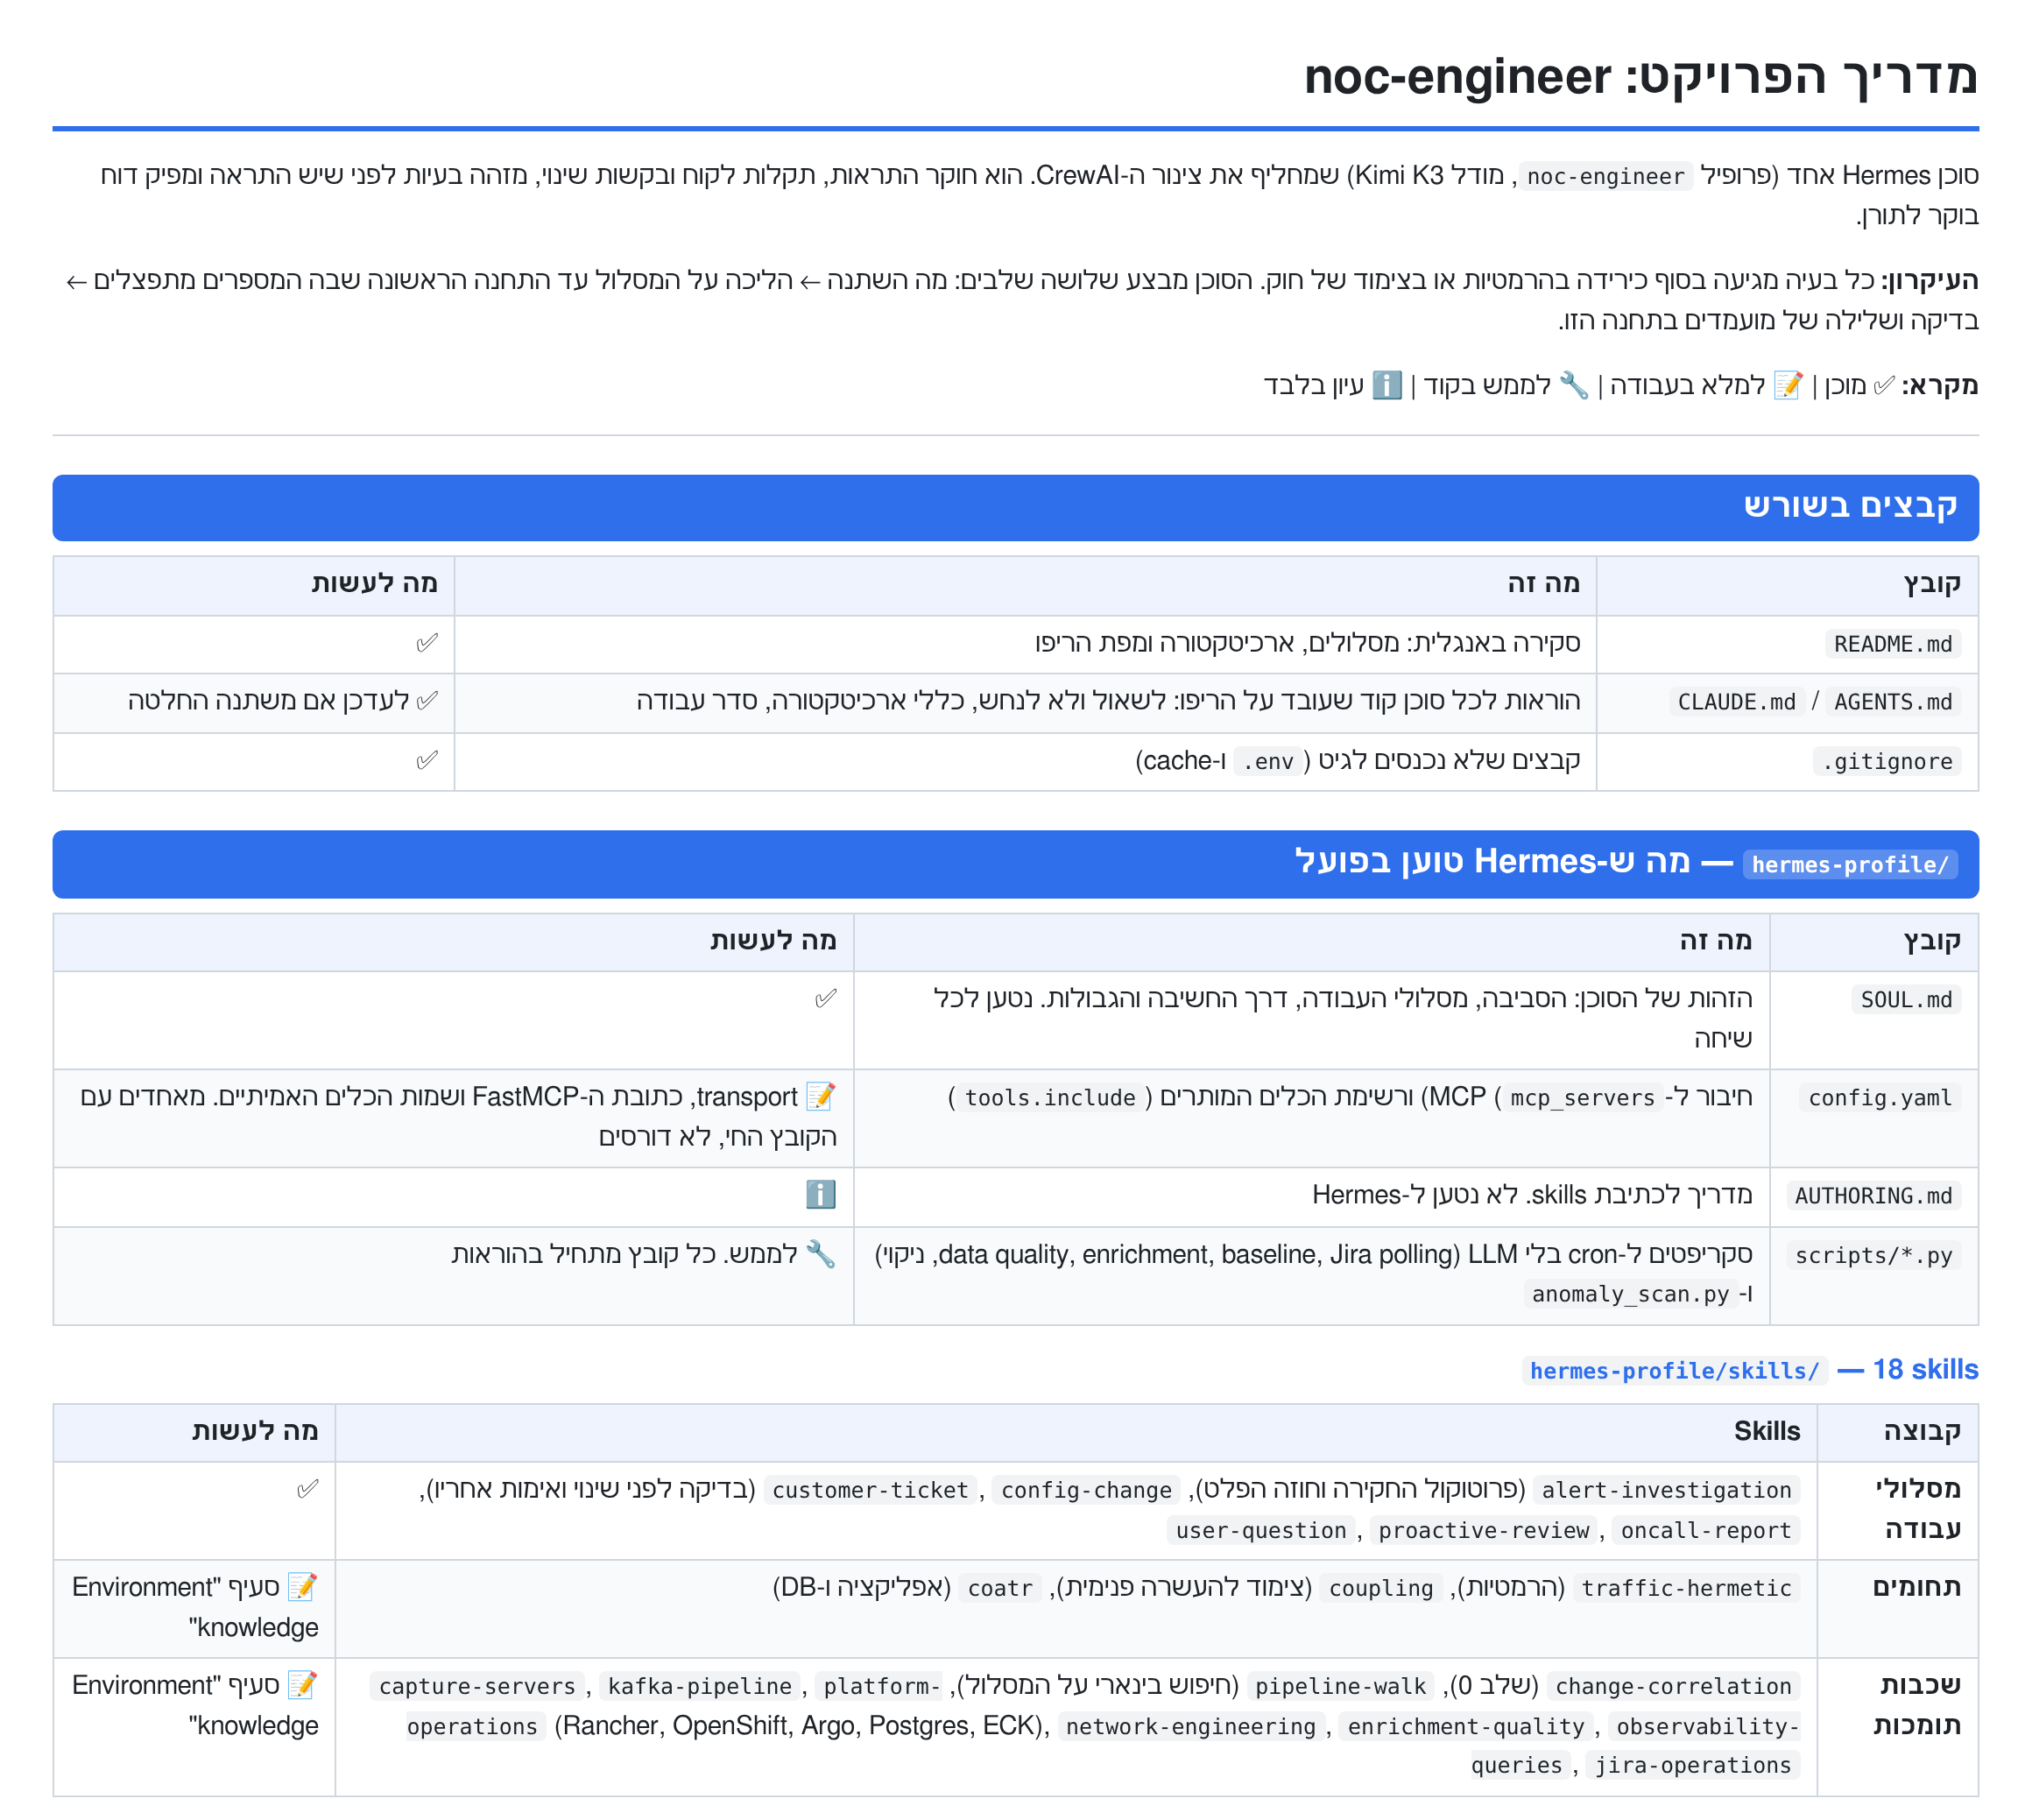 מדריך הפרויקט: noc-engineer
סוכן Hermes אחד (פרופיל noc-engineer, מודל Kimi K3) שמחליף את צינור ה-CrewAI. הוא חוקר התראות, תקלות לקוח ובקשות שינוי, מזהה בעיות לפני שיש התראה ומפיק דוח
בוקר לתורן.
העיקרון: כל בעיה מגיעה בסוף כירידה בהרמטיות או בצימוד של חוק. הסוכן מבצע שלושה שלבים: מה השתנה ← הליכה על המסלול עד התחנה הראשונה שבה המספרים מתפצלים ←
בדיקה ושלילה של מועמדים בתחנה הזו.
מקרא: ✅ מוכן | 📝 למלא בעבודה | 🔧 לממש בקוד | ℹ️ עיון בלבד
קבצים בשורש
קובץ מה זה מה לעשות
README.md סקירה באנגלית: מסלולים, ארכיטקטורה ומפת הריפו ✅
CLAUDE.md / AGENTS.md הוראות לכל סוכן קוד שעובד על הריפו: לשאול ולא לנחש, כללי ארכיטקטורה, סדר עבודה ✅ לעדכן אם משתנה החלטה
.gitignore קבצים שלא נכנסים לגיט (.env ו-cache) ✅
hermes-profile/ — מה ש-Hermes טוען בפועל
קובץ מה זה מה לעשות
SOUL.md הזהות של הסוכן: הסביבה, מסלולי העבודה, דרך החשיבה והגבולות. נטען לכל ✅
שיחה
config.yaml חיבור ל-MCP (mcp_servers) ורשימת הכלים המותרים (tools.include) 📝 transport, כתובת ה-FastMCP ושמות הכלים האמיתיים. מאחדים עם
הקובץ החי, לא דורסים
AUTHORING.md מדריך לכתיבת skills. לא נטען ל-Hermes ℹ️
scripts/*.py סקריפטים ל-cron בלי LLM (data quality, enrichment, baseline, Jira polling, ניקוי) 🔧 לממש. כל קובץ מתחיל בהוראות
ו-anomaly_scan.py
hermes-profile/skills/ — 18 skills
קבוצה Skills מה לעשות
מסלולי alert-investigation (פרוטוקול החקירה וחוזה הפלט), customer-ticket, config-change (בדיקה לפני שינוי ואימות אחריו), ✅
עבודה user-question, proactive-review, oncall-report
תחומים traffic-hermetic (הרמטיות), coupling (צימוד להעשרה פנימית), coatr (אפליקציה ו-DB) 📝 סעיף "Environment
knowledge"
שכבות change-correlation (שלב 0), pipeline-walk (חיפוש בינארי על המסלול), capture-servers, kafka-pipeline, platform- 📝 סעיף "Environment
תומכות operations (Rancher, OpenShift, Argo, Postgres, ECK), network-engineering, enrichment-quality, observability- knowledge"
queries, jira-operations